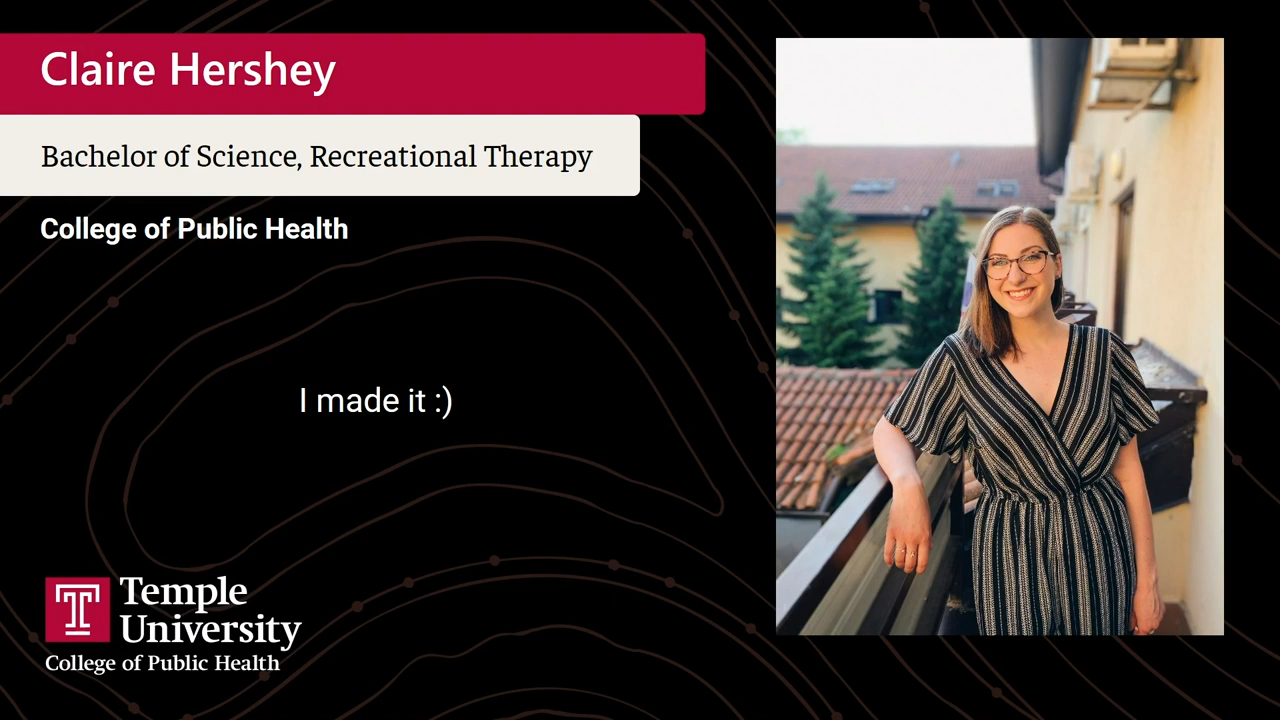 Claire Hershey
Bachelor of Science, Recreational Therapy
College of Public Health
I made it :)
Temple
University
College of Public Health